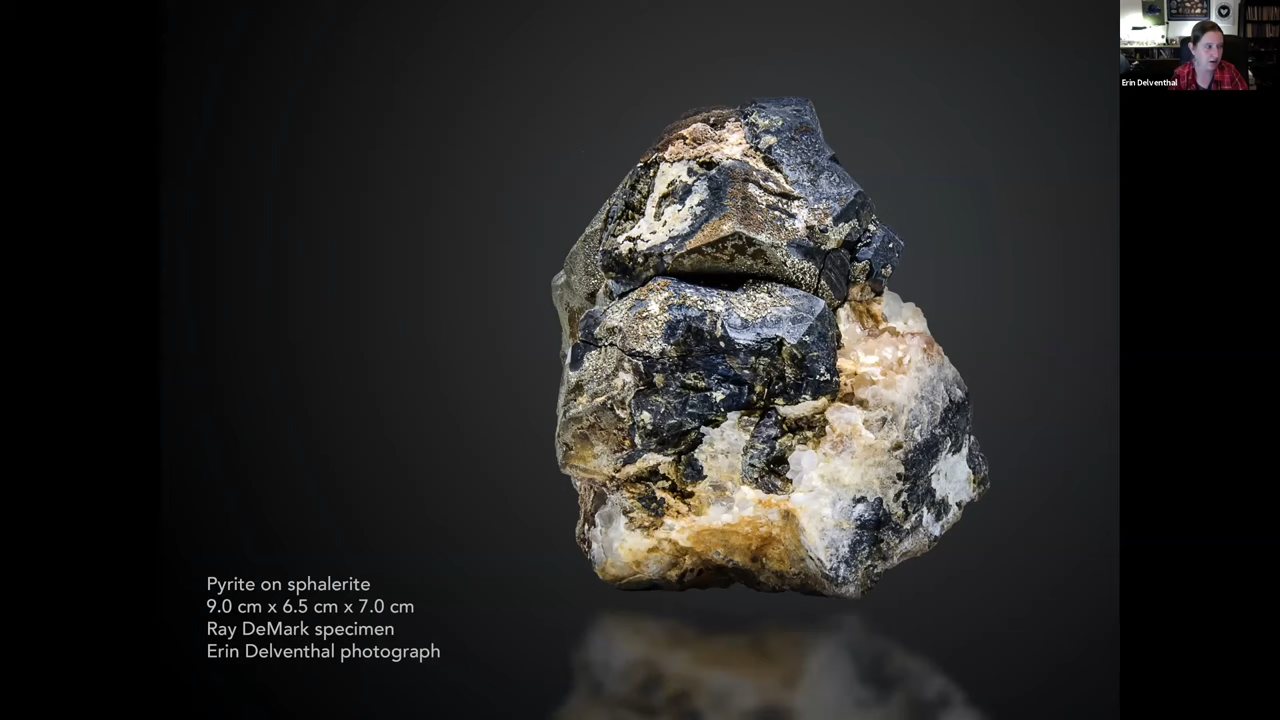 Erin Delventhal
Pyrite on sphalerite
9.0 cm x 6.5 cm x 7.0 cm
Ray DeMark specimen
Erin Delventhal photograph